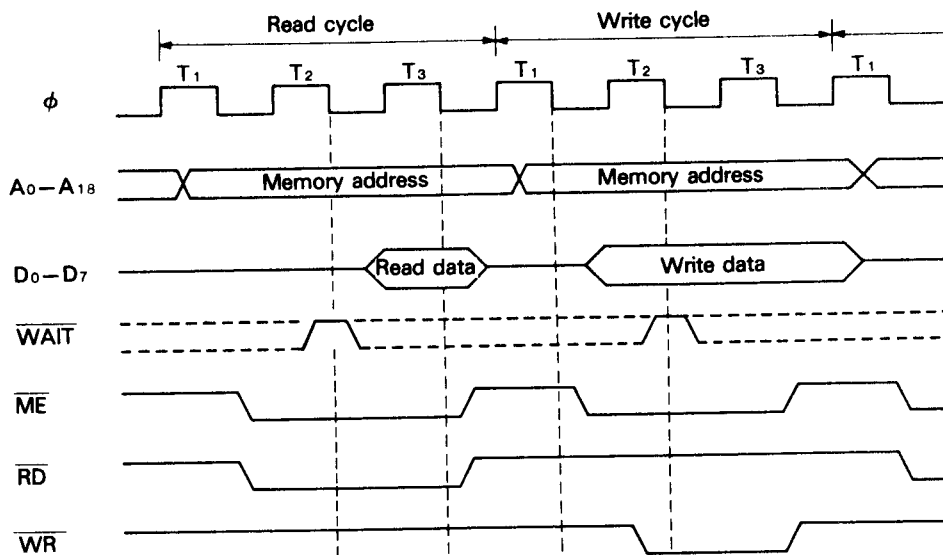 Read cycle Write cycle
T1 T2 T3 T1 T2 T3 T1
ϕ
A0–A18 Memory address Memory address
D0–D7 Read data Write data
WAIT
ME
RD
WR